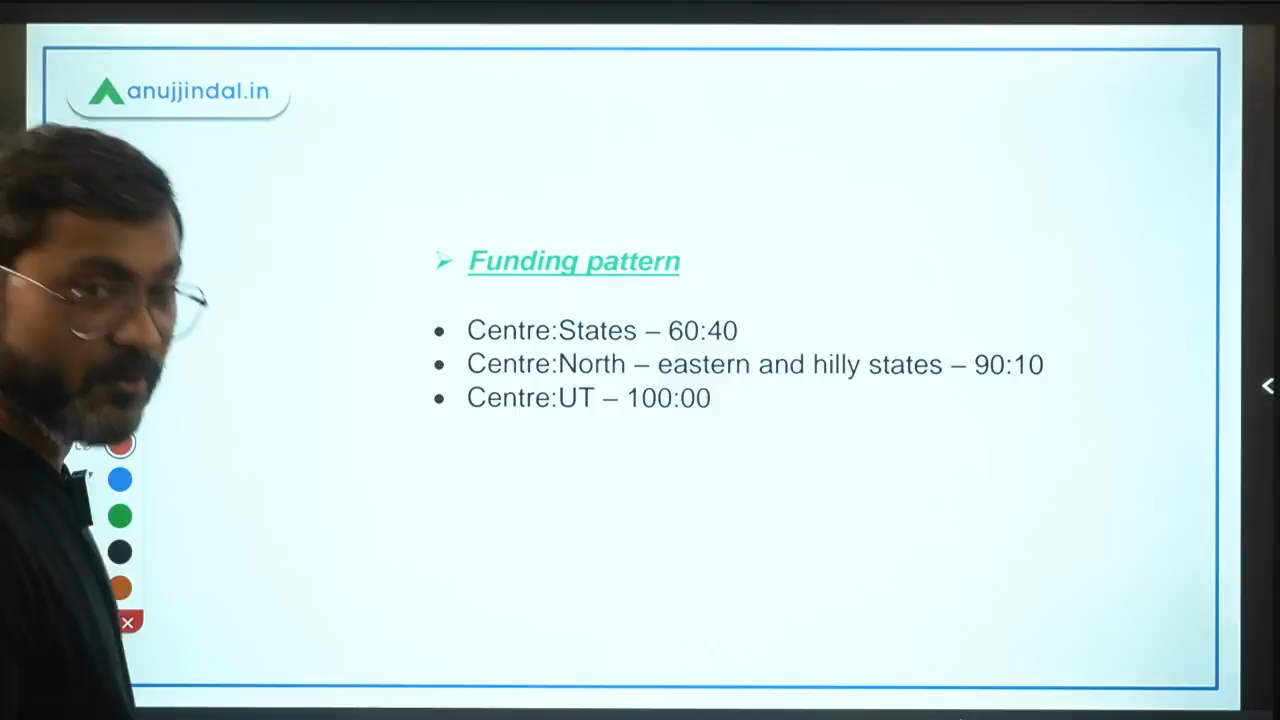 anujjindal.in
Funding pattern
Centre:States – 60:40
Centre:North – eastern and hilly states – 90:10
Centre:UT – 100:00